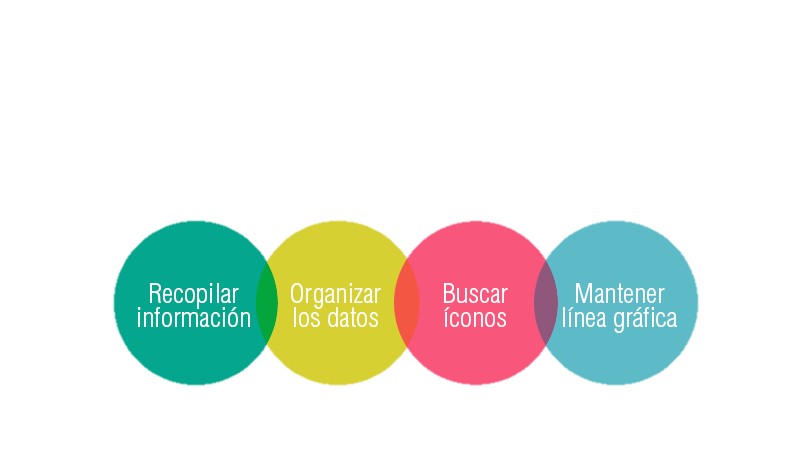 Recopilar
información
Organizar
los datos
Buscar
íconos
Mantener
línea gráfica